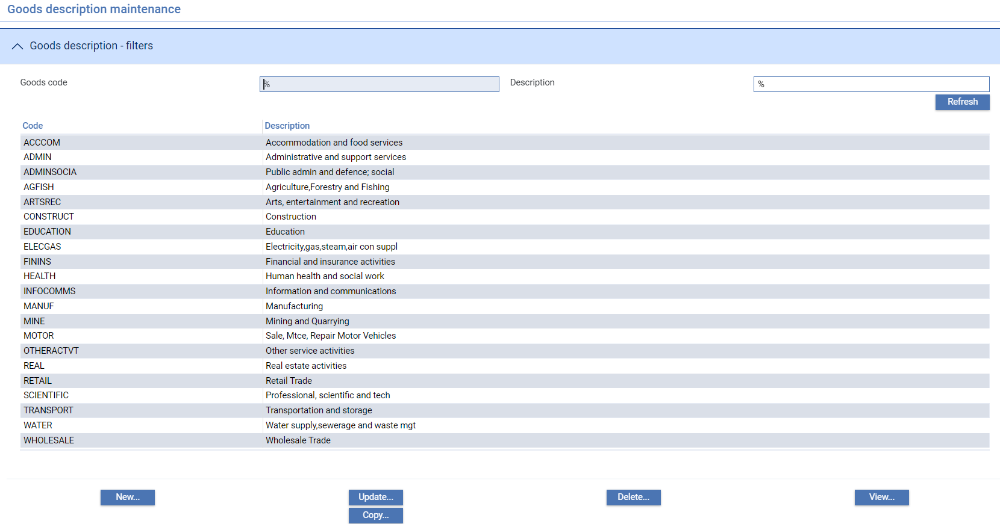 Goods description maintenance
Goods description - filters
Goods code % Description %
Refresh
Code Description
ACCCOM Accommodation and food services
ADMIN Administrative and support services
ADMINSOCIA Public admin and defence; social
AGFISH Agriculture,Forestry and Fishing
ARTSREC Arts, entertainment and recreation
CONSTRUCT Construction
EDUCATION Education
ELECGAS Electricity,gas,steam,air con suppl
FININS Financial and insurance activities
HEALTH Human health and social work
INFOCOMMS Information and communications
MANUF Manufacturing
MINE Mining and Quarrying
MOTOR Sale, Mtce, Repair Motor Vehicles
OTHERACTVT Other service activities
REAL Real estate activities
RETAIL Retail Trade
SCIENTIFIC Professional, scientific and tech
TRANSPORT Transportation and storage
WATER Water supply,sewerage and waste mgt
WHOLESALE Wholesale Trade
New... Update... Delete... View...
Copy...